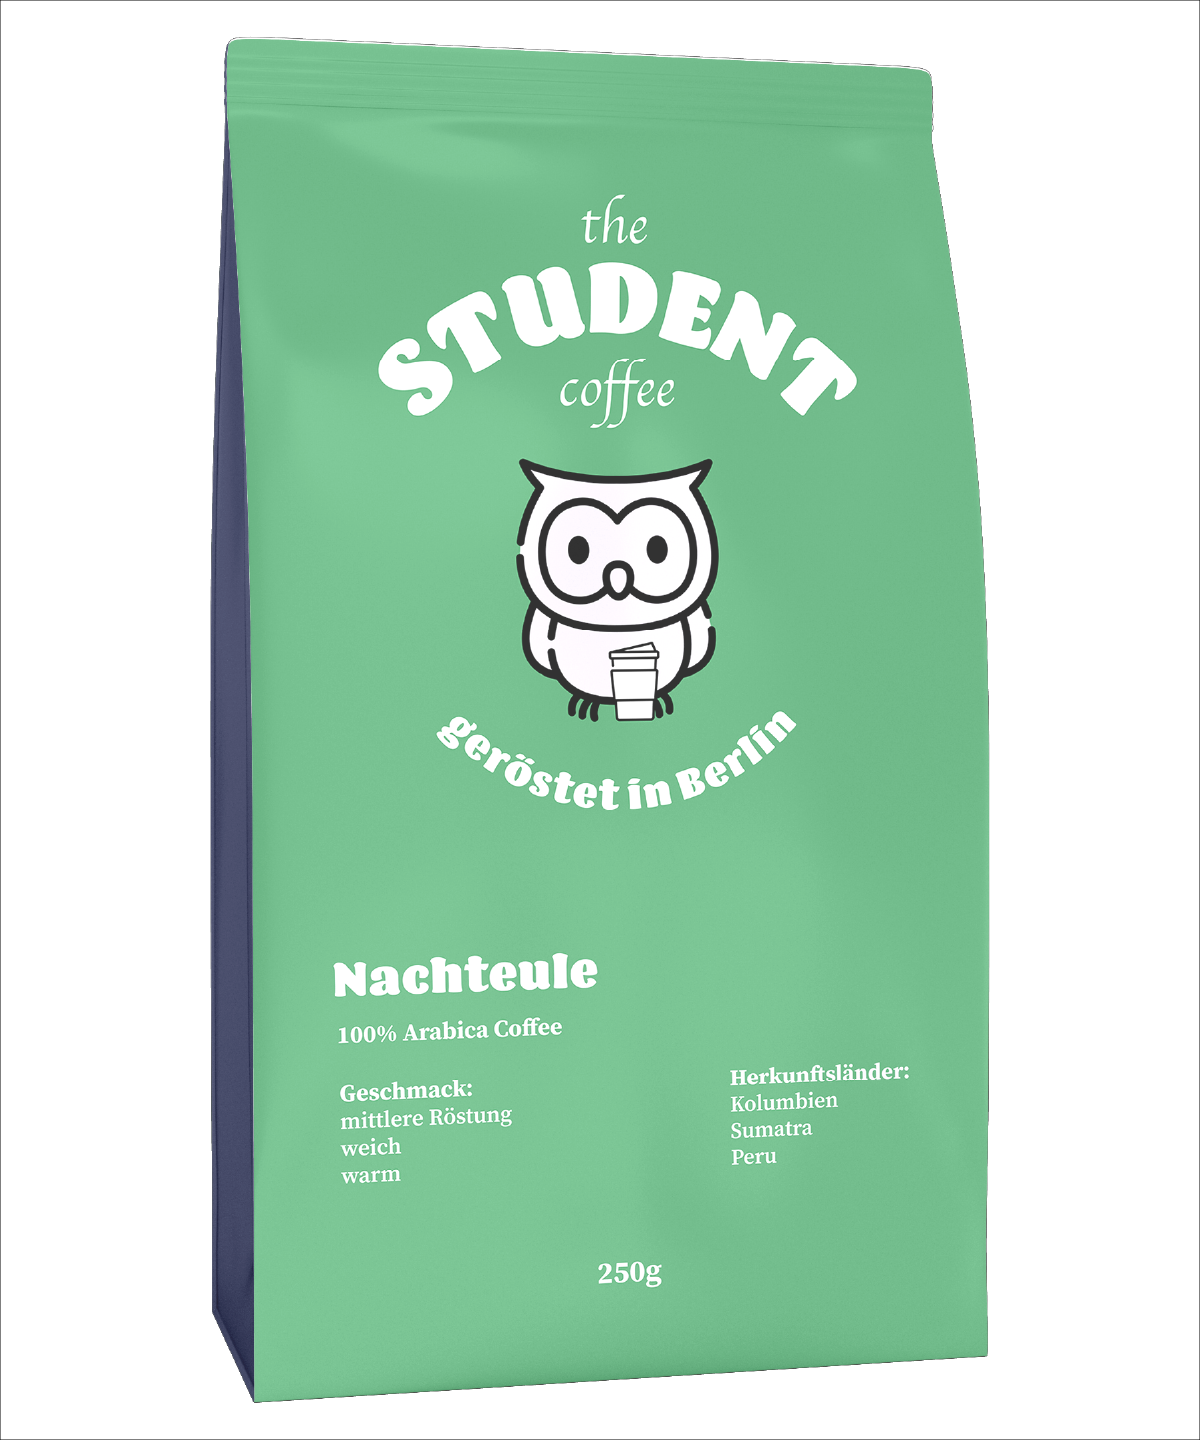 the
STUDENT
coffee
geröstet in Berlin
Nachteule
100% Arabica Coffee
Geschmack:
mittlere Röstung
weich
warm
Herkunftsländer:
Kolumbien
Sumatra
Peru
250g